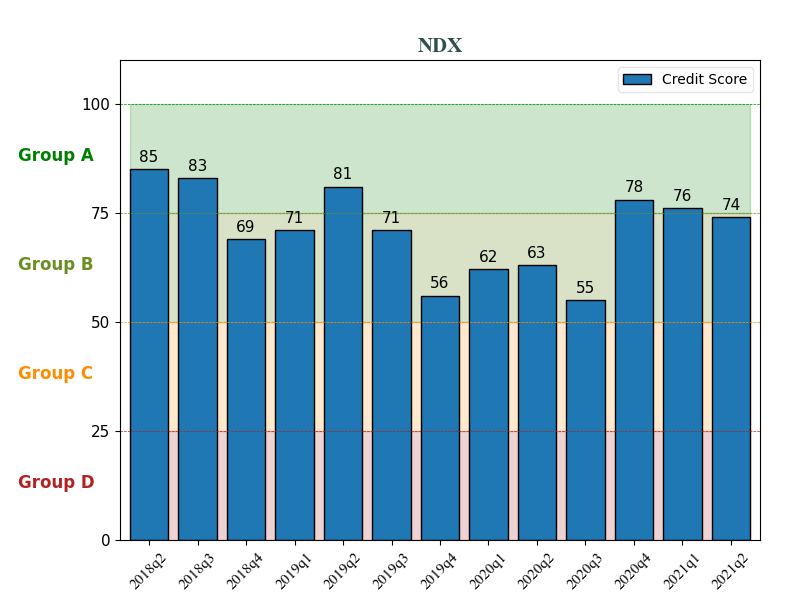 NDX
Credit Score
100
75
50
25
0
Group A
Group B
Group C
Group D
85
83
69
71
81
71
56
62
63
55
78
76
74
2018q2
2018q3
2018q4
2019q1
2019q2
2019q3
2019q4
2020q1
2020q2
2020q3
2020q4
2021q1
2021q2